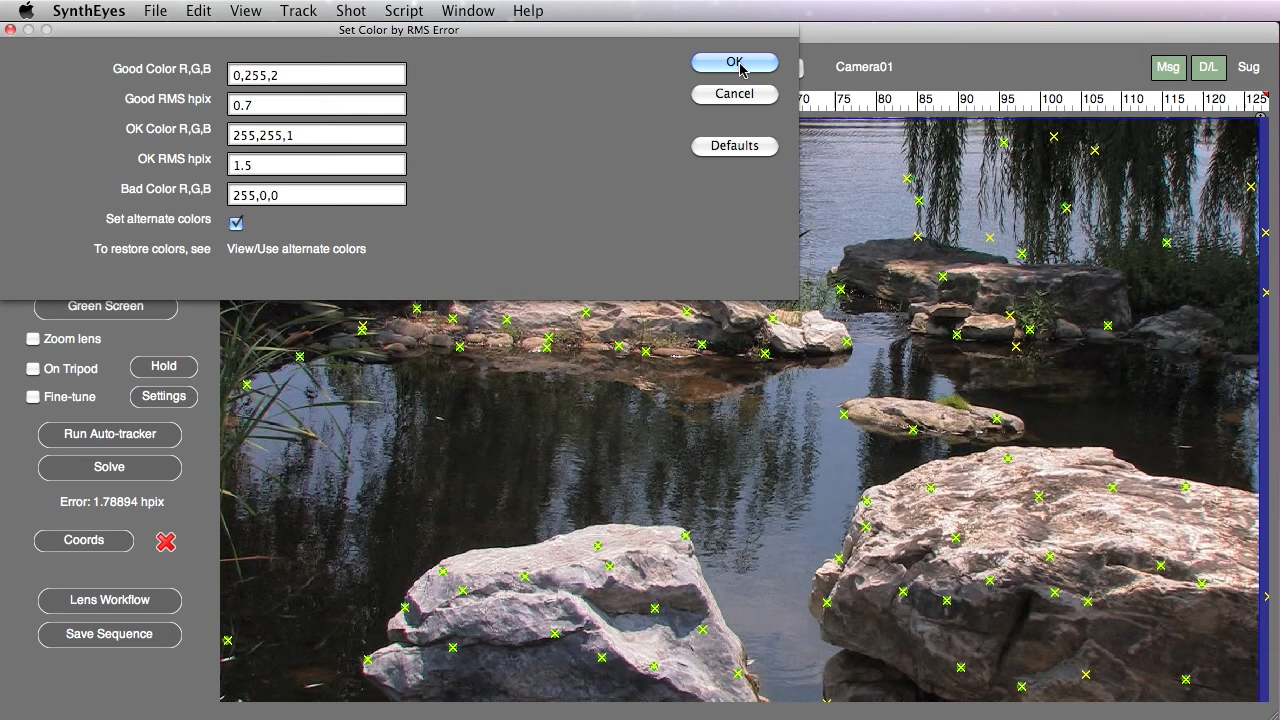 SynthEyes File Edit View Track Shot Script Window Help
Set Color by RMS Error
Good Color R,G,B 0,255,2
Good RMS hpix 0.7
OK Color R,G,B 255,255,1
OK RMS hpix 1.5
Bad Color R,G,B 255,0,0
Set alternate colors
To restore colors, see View/Use alternate colors
OK
Cancel
Defaults
Camera01 Msg D/L Sug
70 75 80 85 90 95 100 105 110 115 120 125
Green Screen
Zoom lens
On Tripod Hold
Fine-tune Settings
Run Auto-tracker
Solve
Error: 1.78894 hpix
Coords
Lens Workflow
Save Sequence